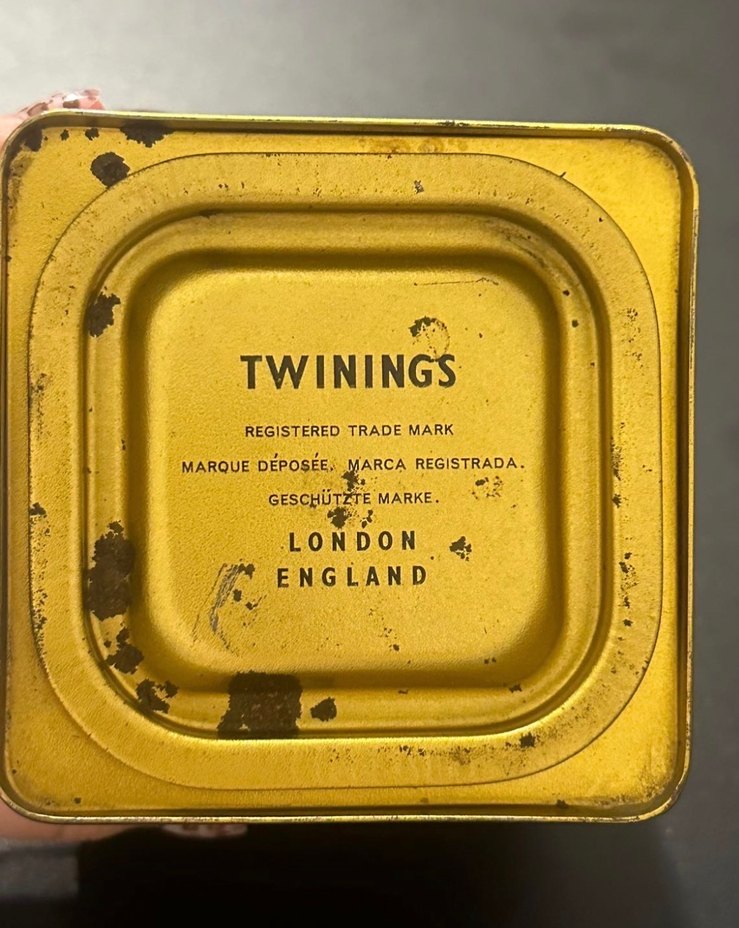 TWININGS
REGISTERED TRADE MARK
MARQUE DÉPOSÉE. MARCA REGISTRADA.
GESCHÜTZTE MARKE.
LONDON
ENGLAND